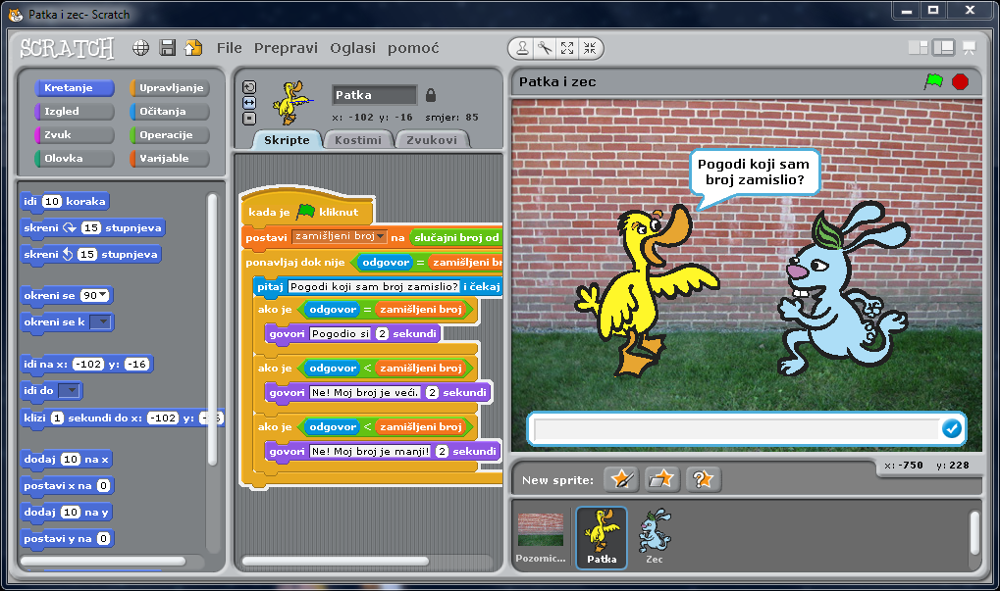 Patka i zec- Scratch
SCRATCH File Prepravi Oglasi pomoć
Kretanje Upravljanje
Izgled Očitanja
Zvuk Operacije
Olovka Varijable
idi 10 koraka
skreni 15 stupnjeva
skreni 15 stupnjeva
okreni se 90
okreni se k
idi na x: -102 y: -16
idi do
klizi 1 sekundi do x: -102 y:
dodaj 10 na x
postavi x na 0
dodaj 10 na y
postavi y na 0
Patka
x: -102 y: -16 smjer: 85
Skripte Kostimi Zvukovi
kada je kliknut
postavi zamišljeni broj na slučajni broj od
ponavljaj dok nije odgovor = zamišljeni br
pitaj Pogodi koji sam broj zamislio? i čekaj
ako je odgovor = zamišljeni broj
govori Pogodio si 2 sekundi
ako je odgovor < zamišljeni broj
govori Ne! Moj broj je veći. 2 sekundi
ako je odgovor < zamišljeni broj
govori Ne! Moj broj je manji! 2 sekundi
Patka i zec
Pogodi koji sam
broj zamislio?
x: -750 y: 228
New sprite:
Pozornic...
Patka
Zec